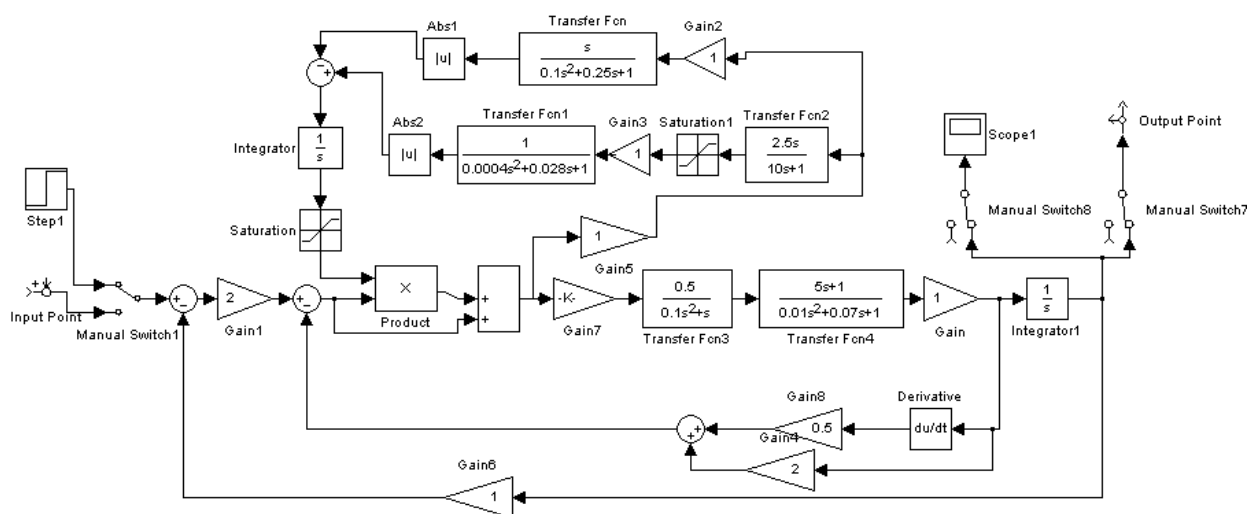 Transfer Fcn
Abs1
Gain2
|u|
s
0.1s²+0.25s+1
1
- +
Transfer Fcn1
Abs2
Gain3
Saturation1
Transfer Fcn2
Integrator
1
s
|u|
1
0.0004s²+0.028s+1
1
2.5s
10s+1
Scope1
Output Point
Step1
Saturation
Manual Switch8
Manual Switch7
1
Gain5
Input Point
Manual Switch1
+ -
2
Gain1
+ -
×
Product
+
+
-K-
Gain7
0.5
0.1s²+s
Transfer Fcn3
5s+1
0.01s²+0.07s+1
Transfer Fcn4
1
Gain
1
s
Integrator1
Gain8
Derivative
+
+
0.5
du/dt
Gain4
2
Gain6
1